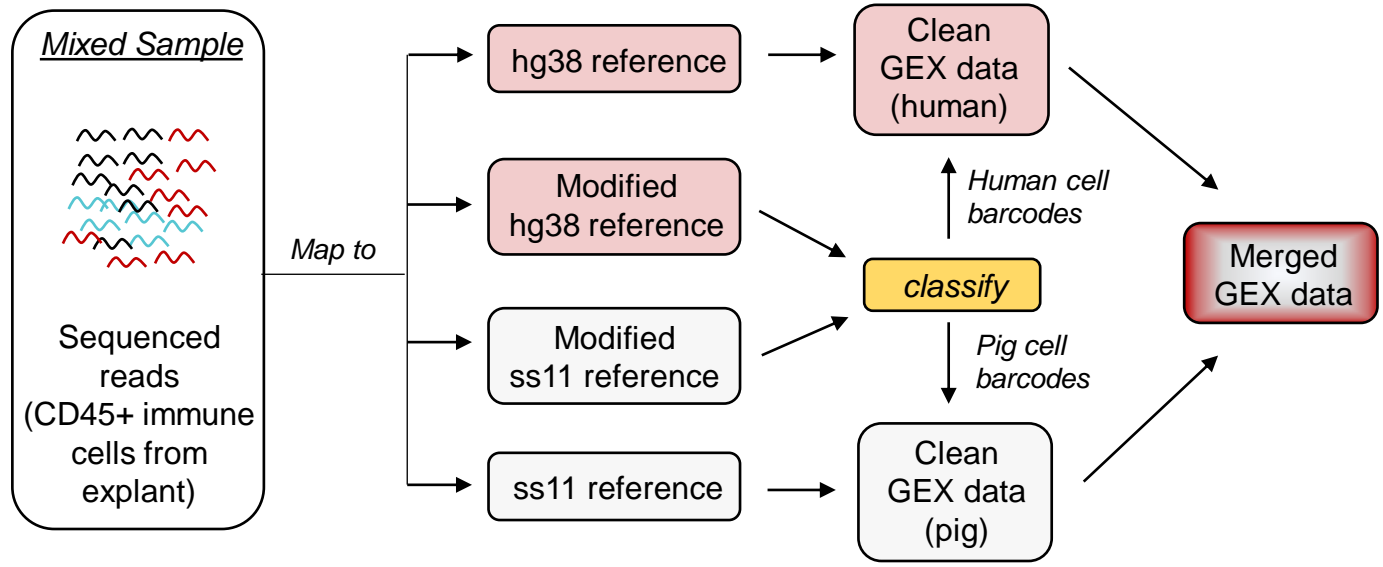 Mixed Sample
Sequenced
reads
(CD45+ immune
cells from
explant)
Map to
hg38 reference
Modified
hg38 reference
Modified
ss11 reference
ss11 reference
Clean
GEX data
(human)
Human cell
barcodes
classify
Pig cell
barcodes
Clean
GEX data
(pig)
Merged
GEX data